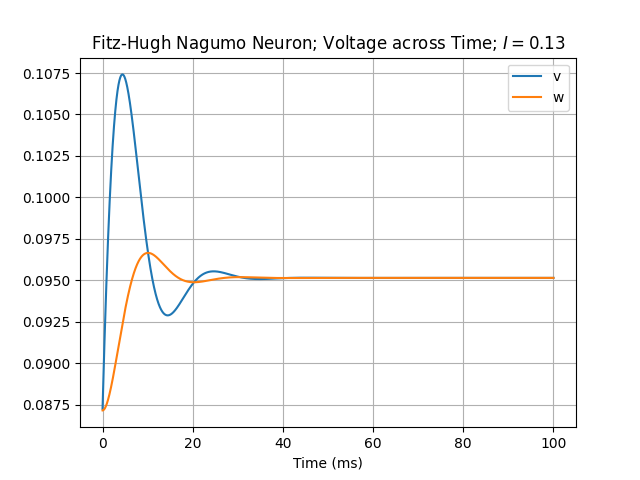 Fitz-Hugh Nagumo Neuron; Voltage across Time; I = 0.13
v
w
0.1075
0.1050
0.1025
0.1000
0.0975
0.0950
0.0925
0.0900
0.0875
0 20 40 60 80 100
Time (ms)